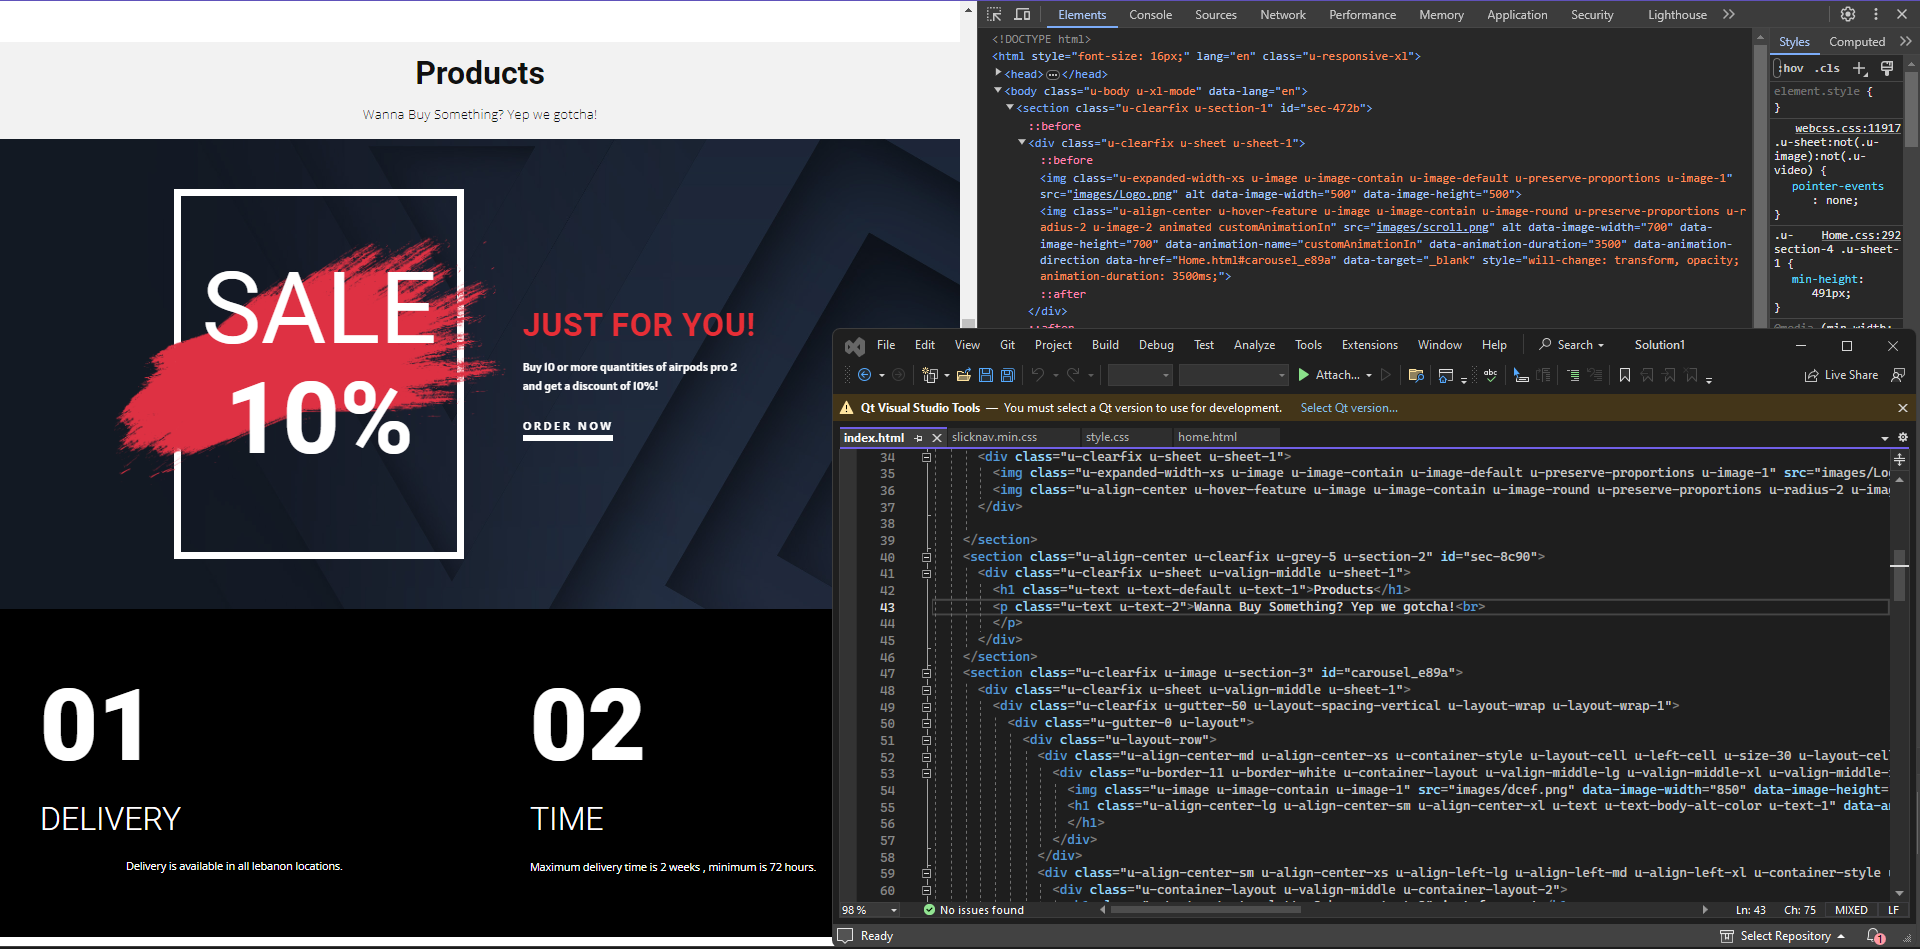 Products
Wanna Buy Something? Yep we gotcha!
SALE
10%
JUST FOR YOU!
Buy 10 or more quantities of airpods pro 2
and get a discount of 10%!
ORDER NOW
01
DELIVERY
Delivery is available in all lebanon locations.
02
TIME
Maximum delivery time is 2 weeks , minimum is 72 hours.
Elements Console Sources Network Performance Memory Application Security Lighthouse
<!DOCTYPE html>
<html style="font-size: 16px;" lang="en" class="u-responsive-xl">
<head>…</head>
<body class="u-body u-xl-mode" data-lang="en">
<section class="u-clearfix u-section-1" id="sec-472b">
::before
<div class="u-clearfix u-sheet u-sheet-1">
::before
<img class="u-expanded-width-xs u-image u-image-contain u-image-default u-preserve-proportions u-image-1"
src="images/Logo.png" alt data-image-width="500" data-image-height="500">
<img class="u-align-center u-hover-feature u-image u-image-contain u-image-round u-preserve-proportions u-r
adius-2 u-image-2 animated customAnimationIn" src="images/scroll.png" alt data-image-width="700" data-
image-height="700" data-animation-name="customAnimationIn" data-animation-duration="3500" data-animation-
direction data-href="Home.html#carousel_e89a" data-target="_blank" style="will-change: transform, opacity;
animation-duration: 3500ms;">
::after
</div>
::after
Styles Computed
:hov .cls
element.style {
}
webcss.css:11917
.u-sheet:not(.u-
image):not(.u-
video) {
pointer-events
: none;
}
.u- Home.css:292
section-4 .u-sheet-
1 {
min-height:
491px;
}
@media (min-width:
File Edit View Git Project Build Debug Test Analyze Tools Extensions Window Help Search Solution1
Attach... Live Share
Qt Visual Studio Tools — You must select a Qt version to use for development. Select Qt version...
index.html slicknav.min.css style.css home.html
34 <div class="u-clearfix u-sheet u-sheet-1">
35 <img class="u-expanded-width-xs u-image u-image-contain u-image-default u-preserve-proportions u-image-1" src="images/Lo
36 <img class="u-align-center u-hover-feature u-image u-image-contain u-image-round u-preserve-proportions u-radius-2 u-ima
37 </div>
38
39 </section>
40 <section class="u-align-center u-clearfix u-grey-5 u-section-2" id="sec-8c90">
41 <div class="u-clearfix u-sheet u-valign-middle u-sheet-1">
42 <h1 class="u-text u-text-default u-text-1">Products</h1>
43 <p class="u-text u-text-2">Wanna Buy Something? Yep we gotcha!<br>
44 </p>
45 </div>
46 </section>
47 <section class="u-clearfix u-image u-section-3" id="carousel_e89a">
48 <div class="u-clearfix u-sheet u-valign-middle u-sheet-1">
49 <div class="u-clearfix u-gutter-50 u-layout-spacing-vertical u-layout-wrap u-layout-wrap-1">
50 <div class="u-gutter-0 u-layout">
51 <div class="u-layout-row">
52 <div class="u-align-center-md u-align-center-xs u-container-style u-layout-cell u-left-cell u-size-30 u-layout-cel
53 <div class="u-border-11 u-border-white u-container-layout u-valign-middle-lg u-valign-middle-xl u-valign-middle-
54 <img class="u-image u-image-contain u-image-1" src="images/dcef.png" data-image-width="850" data-image-height=
55 <h1 class="u-align-center-lg u-align-center-sm u-align-center-xl u-text u-text-body-alt-color u-text-1" data-an
56 </h1>
57 </div>
58 </div>
59 <div class="u-align-center-sm u-align-center-xs u-align-left-lg u-align-left-md u-align-left-xl u-container-style
60 <div class="u-container-layout u-valign-middle u-container-layout-2">
98 % No issues found Ln: 43 Ch: 75 MIXED LF
Ready Select Repository 1